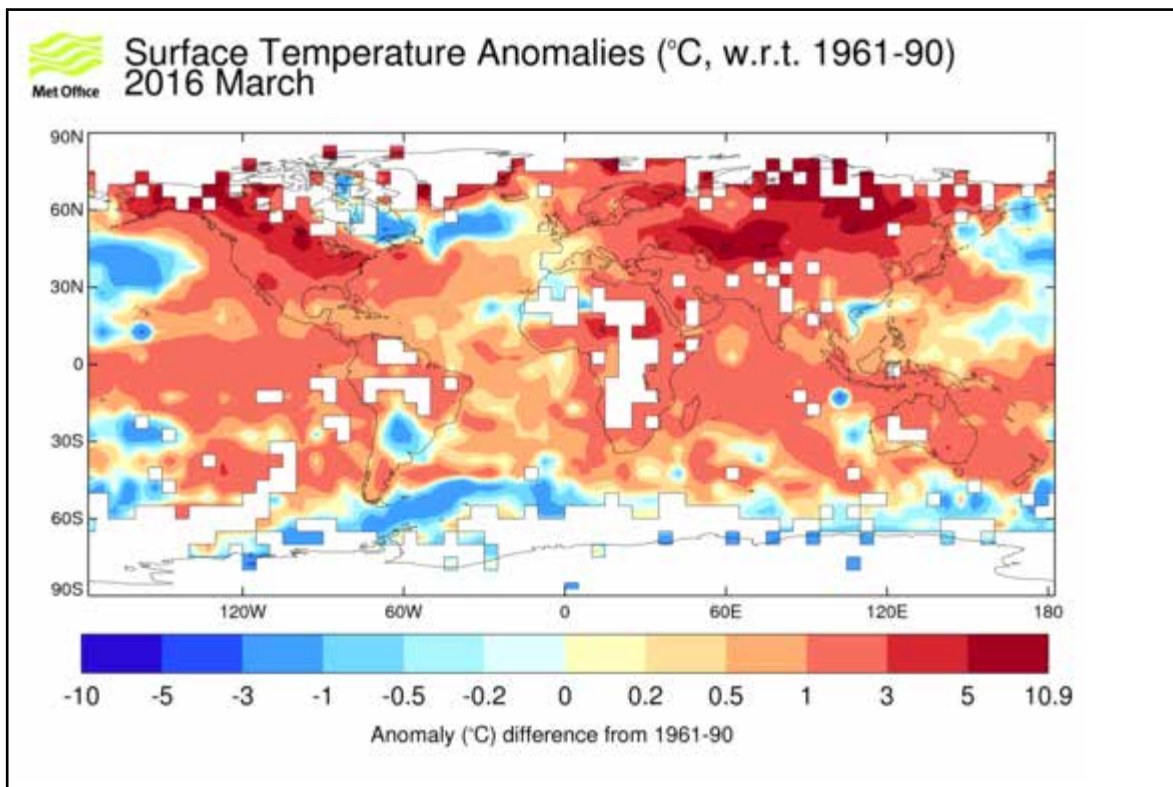 Surface Temperature Anomalies (°C, w.r.t. 1961-90)
2016 March
Met Office
90N
60N
30N
0
30S
60S
90S
120W 60W 0 60E 120E 180
-10 -5 -3 -1 -0.5 -0.2 0 0.2 0.5 1 3 5 10.9
Anomaly (°C) difference from 1961-90